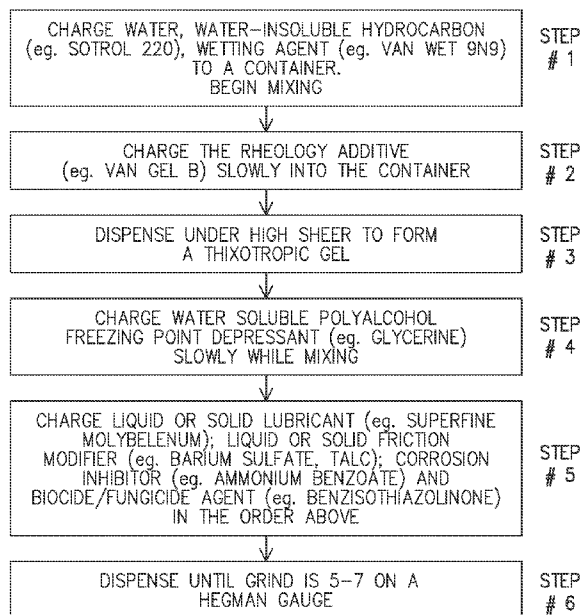 CHARGE WATER, WATER-INSOLUBLE HYDROCARBON
(eg. SOTROL 220), WETTING AGENT (eg. VAN WET 9N9)
TO A CONTAINER.
BEGIN MIXING
STEP
# 1
CHARGE THE RHEOLOGY ADDITIVE
(eg. VAN GEL B) SLOWLY INTO THE CONTAINER
STEP
# 2
DISPENSE UNDER HIGH SHEER TO FORM
A THIXOTROPIC GEL
STEP
# 3
CHARGE WATER SOLUBLE POLYALCOHOL
FREEZING POINT DEPRESSANT (eg. GLYCERINE)
SLOWLY WHILE MIXING
STEP
# 4
CHARGE LIQUID OR SOLID LUBRICANT (eg. SUPERFINE
MOLYBELENUM); LIQUID OR SOLID FRICTION
MODIFIER (eg. BARIUM SULFATE, TALC); CORROSION
INHIBITOR (eg. AMMONIUM BENZOATE) AND
BIOCIDE/FUNGICIDE AGENT (eg. BENZISOTHIAZOLINONE)
IN THE ORDER ABOVE
STEP
# 5
DISPENSE UNTIL GRIND IS 5-7 ON A
HEGMAN GAUGE
STEP
# 6